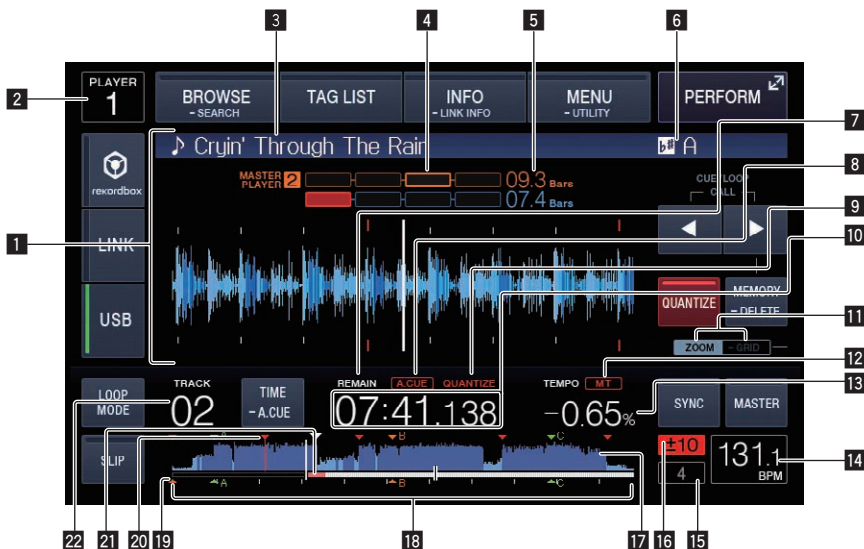 3 4 5 6
2 PLAYER 1
BROWSE - SEARCH
TAG LIST
INFO - LINK INFO
MENU - UTILITY
PERFORM
7
♪ Cryin' Through The Rain
b# A
8
rekordbox
MASTER PLAYER 2
09.3 Bars
07.4 Bars
CUE/LOOP CALL
◀ ▶
9
10
1
LINK
USB
QUANTIZE
MEMORY - DELETE
11
ZOOM - GRID
12
LOOP MODE
TRACK 02
TIME - A.CUE
REMAIN A.CUE QUANTIZE
07:41.138
TEMPO MT
-0.65%
SYNC
MASTER
13
SLIP
A B C
±10
131.1 BPM
14
4
A B C
22 21 20 19 18 17 16 15